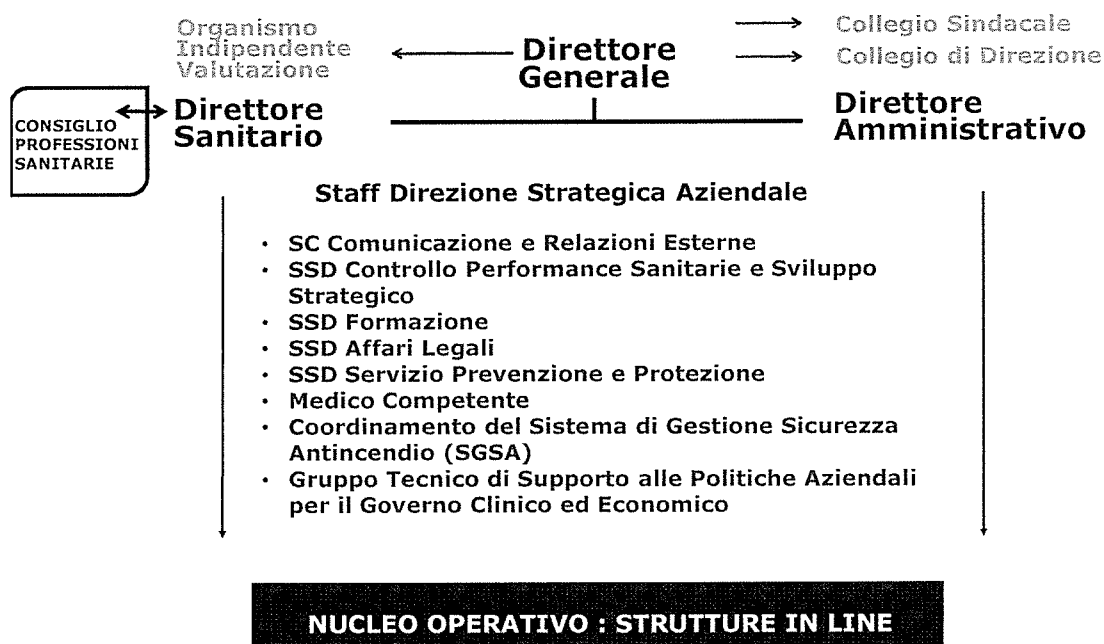 Organismo
Indipendente
Valutazione
Direttore
Generale
Collegio Sindacale
Collegio di Direzione
CONSIGLIO
PROFESSIONI
SANITARIE
Direttore
Sanitario
Direttore
Amministrativo
Staff Direzione Strategica Aziendale
· SC Comunicazione e Relazioni Esterne
· SSD Controllo Performance Sanitarie e Sviluppo
Strategico
· SSD Formazione
· SSD Affari Legali
· SSD Servizio Prevenzione e Protezione
· Medico Competente
· Coordinamento del Sistema di Gestione Sicurezza
Antincendio (SGSA)
· Gruppo Tecnico di Supporto alle Politiche Aziendali
per il Governo Clinico ed Economico
NUCLEO OPERATIVO : STRUTTURE IN LINE